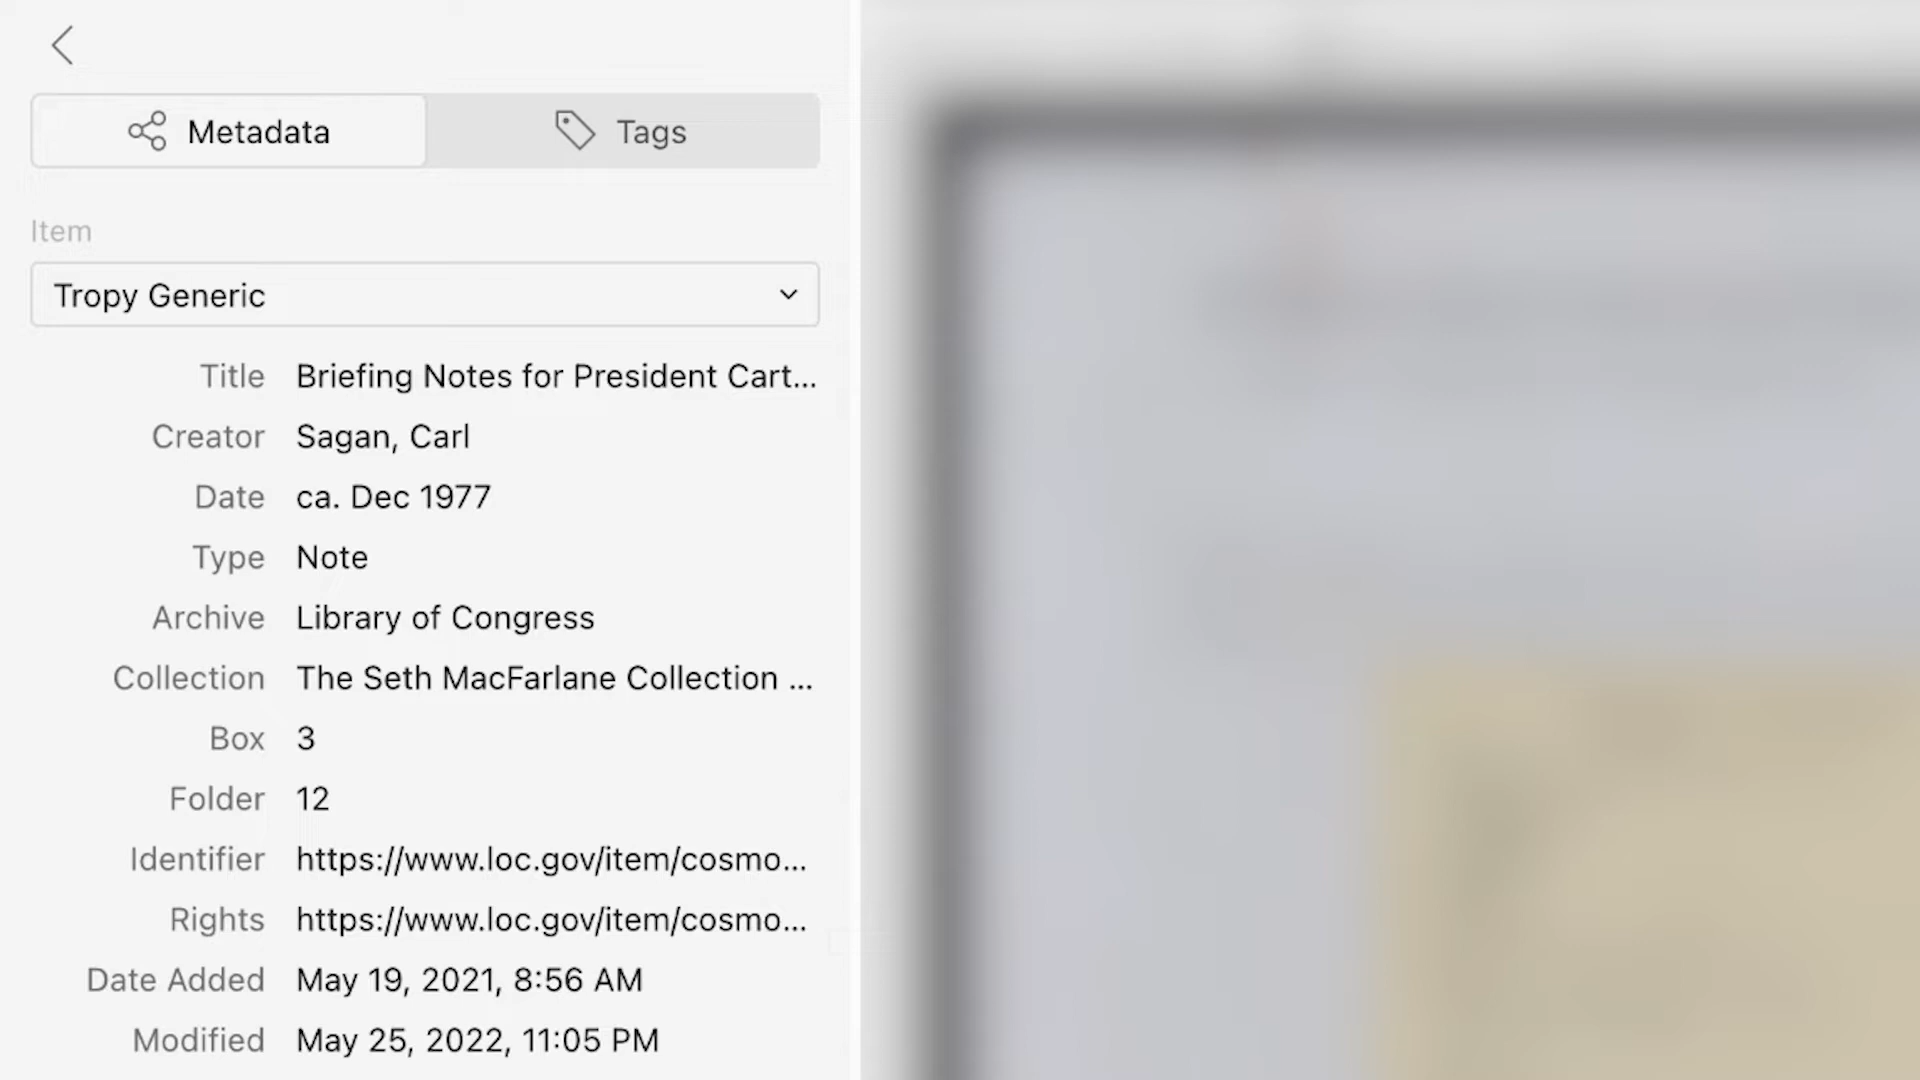 Metadata
Tags
Item
Tropy Generic
Title Briefing Notes for President Cart...
Creator Sagan, Carl
Date ca. Dec 1977
Type Note
Archive Library of Congress
Collection The Seth MacFarlane Collection ...
Box 3
Folder 12
Identifier https://www.loc.gov/item/cosmo...
Rights https://www.loc.gov/item/cosmo...
Date Added May 19, 2021, 8:56 AM
Modified May 25, 2022, 11:05 PM